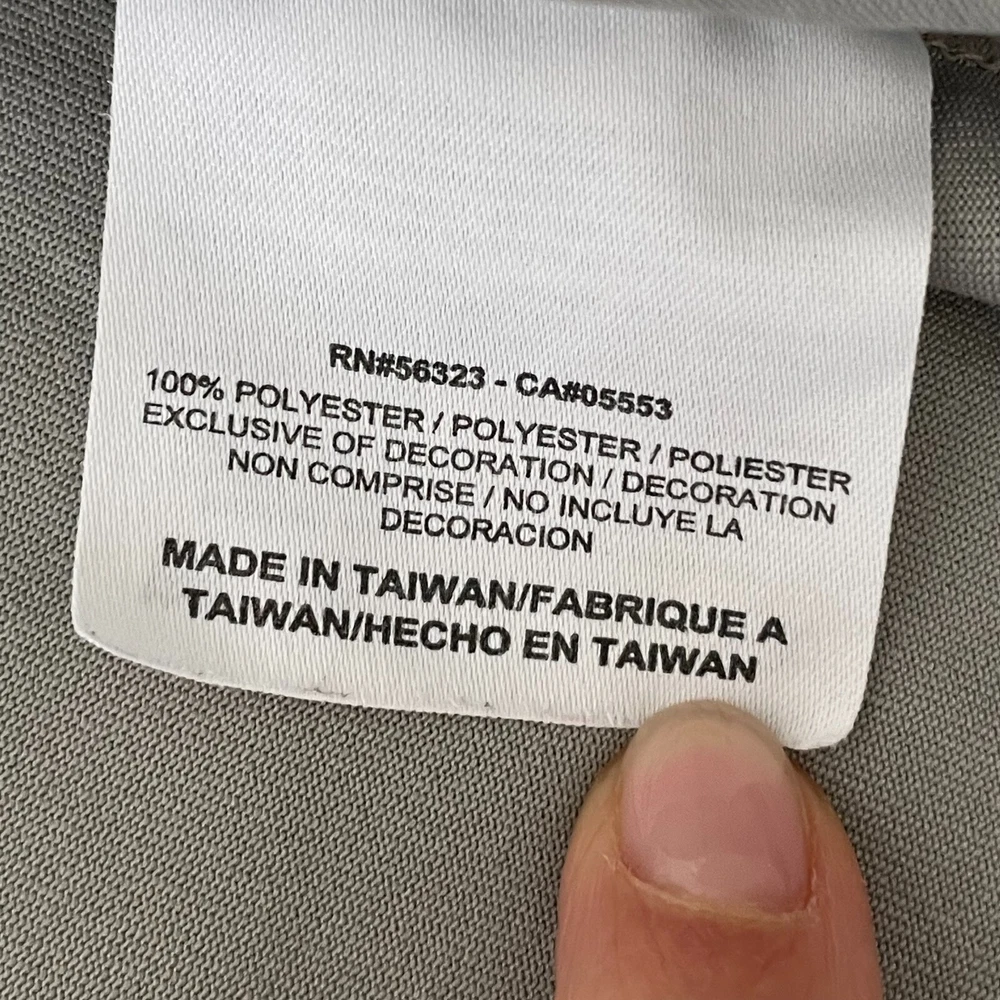 RN#56323 - CA#05553
100% POLYESTER / POLYESTER / POLIESTER
EXCLUSIVE OF DECORATION / DECORATION
NON COMPRISE / NO INCLUYE LA
DECORACION
MADE IN TAIWAN/FABRIQUE A
TAIWAN/HECHO EN TAIWAN